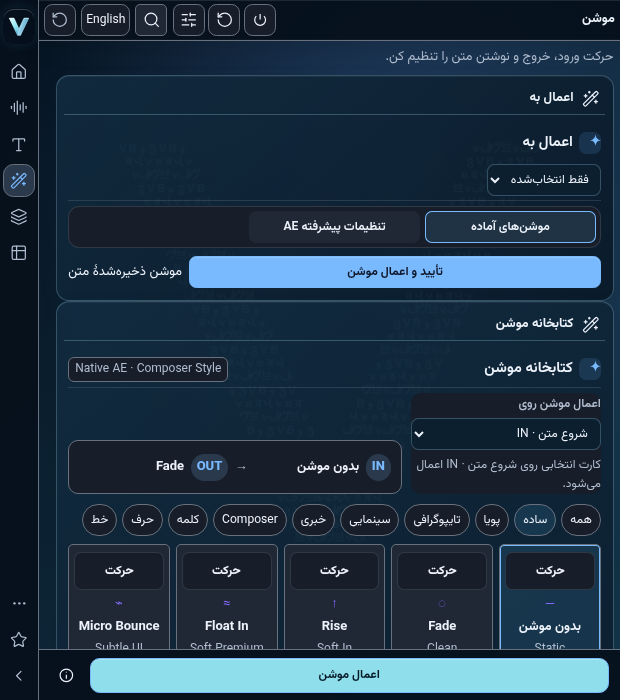 موشن
English
حرکت ورود، خروج و نوشتن متن را تنظیم کن.
اعمال به
اعمال به
فقط انتخاب‌شده
موشن‌های آماده
تنظیمات پیشرفته AE
تأیید و اعمال موشن
موشن ذخیره‌شدهٔ متن
کتابخانه موشن
کتابخانه موشن
Native AE · Composer Style
اعمال موشن روی
شروع متن · IN
کارت انتخابی روی شروع متن · IN اعمال
می‌شود.
IN بدون موشن → OUT Fade
همه
ساده
پویا
تایپوگرافی
سینمایی
خبری
Composer
کلمه
حرف
خط
حرکت
حرکت
حرکت
حرکت
حرکت
بدون موشن
Fade
Rise
Float In
Micro Bounce
Static
Clean
Soft In
Soft Premium
Subtle UI
اعمال موشن